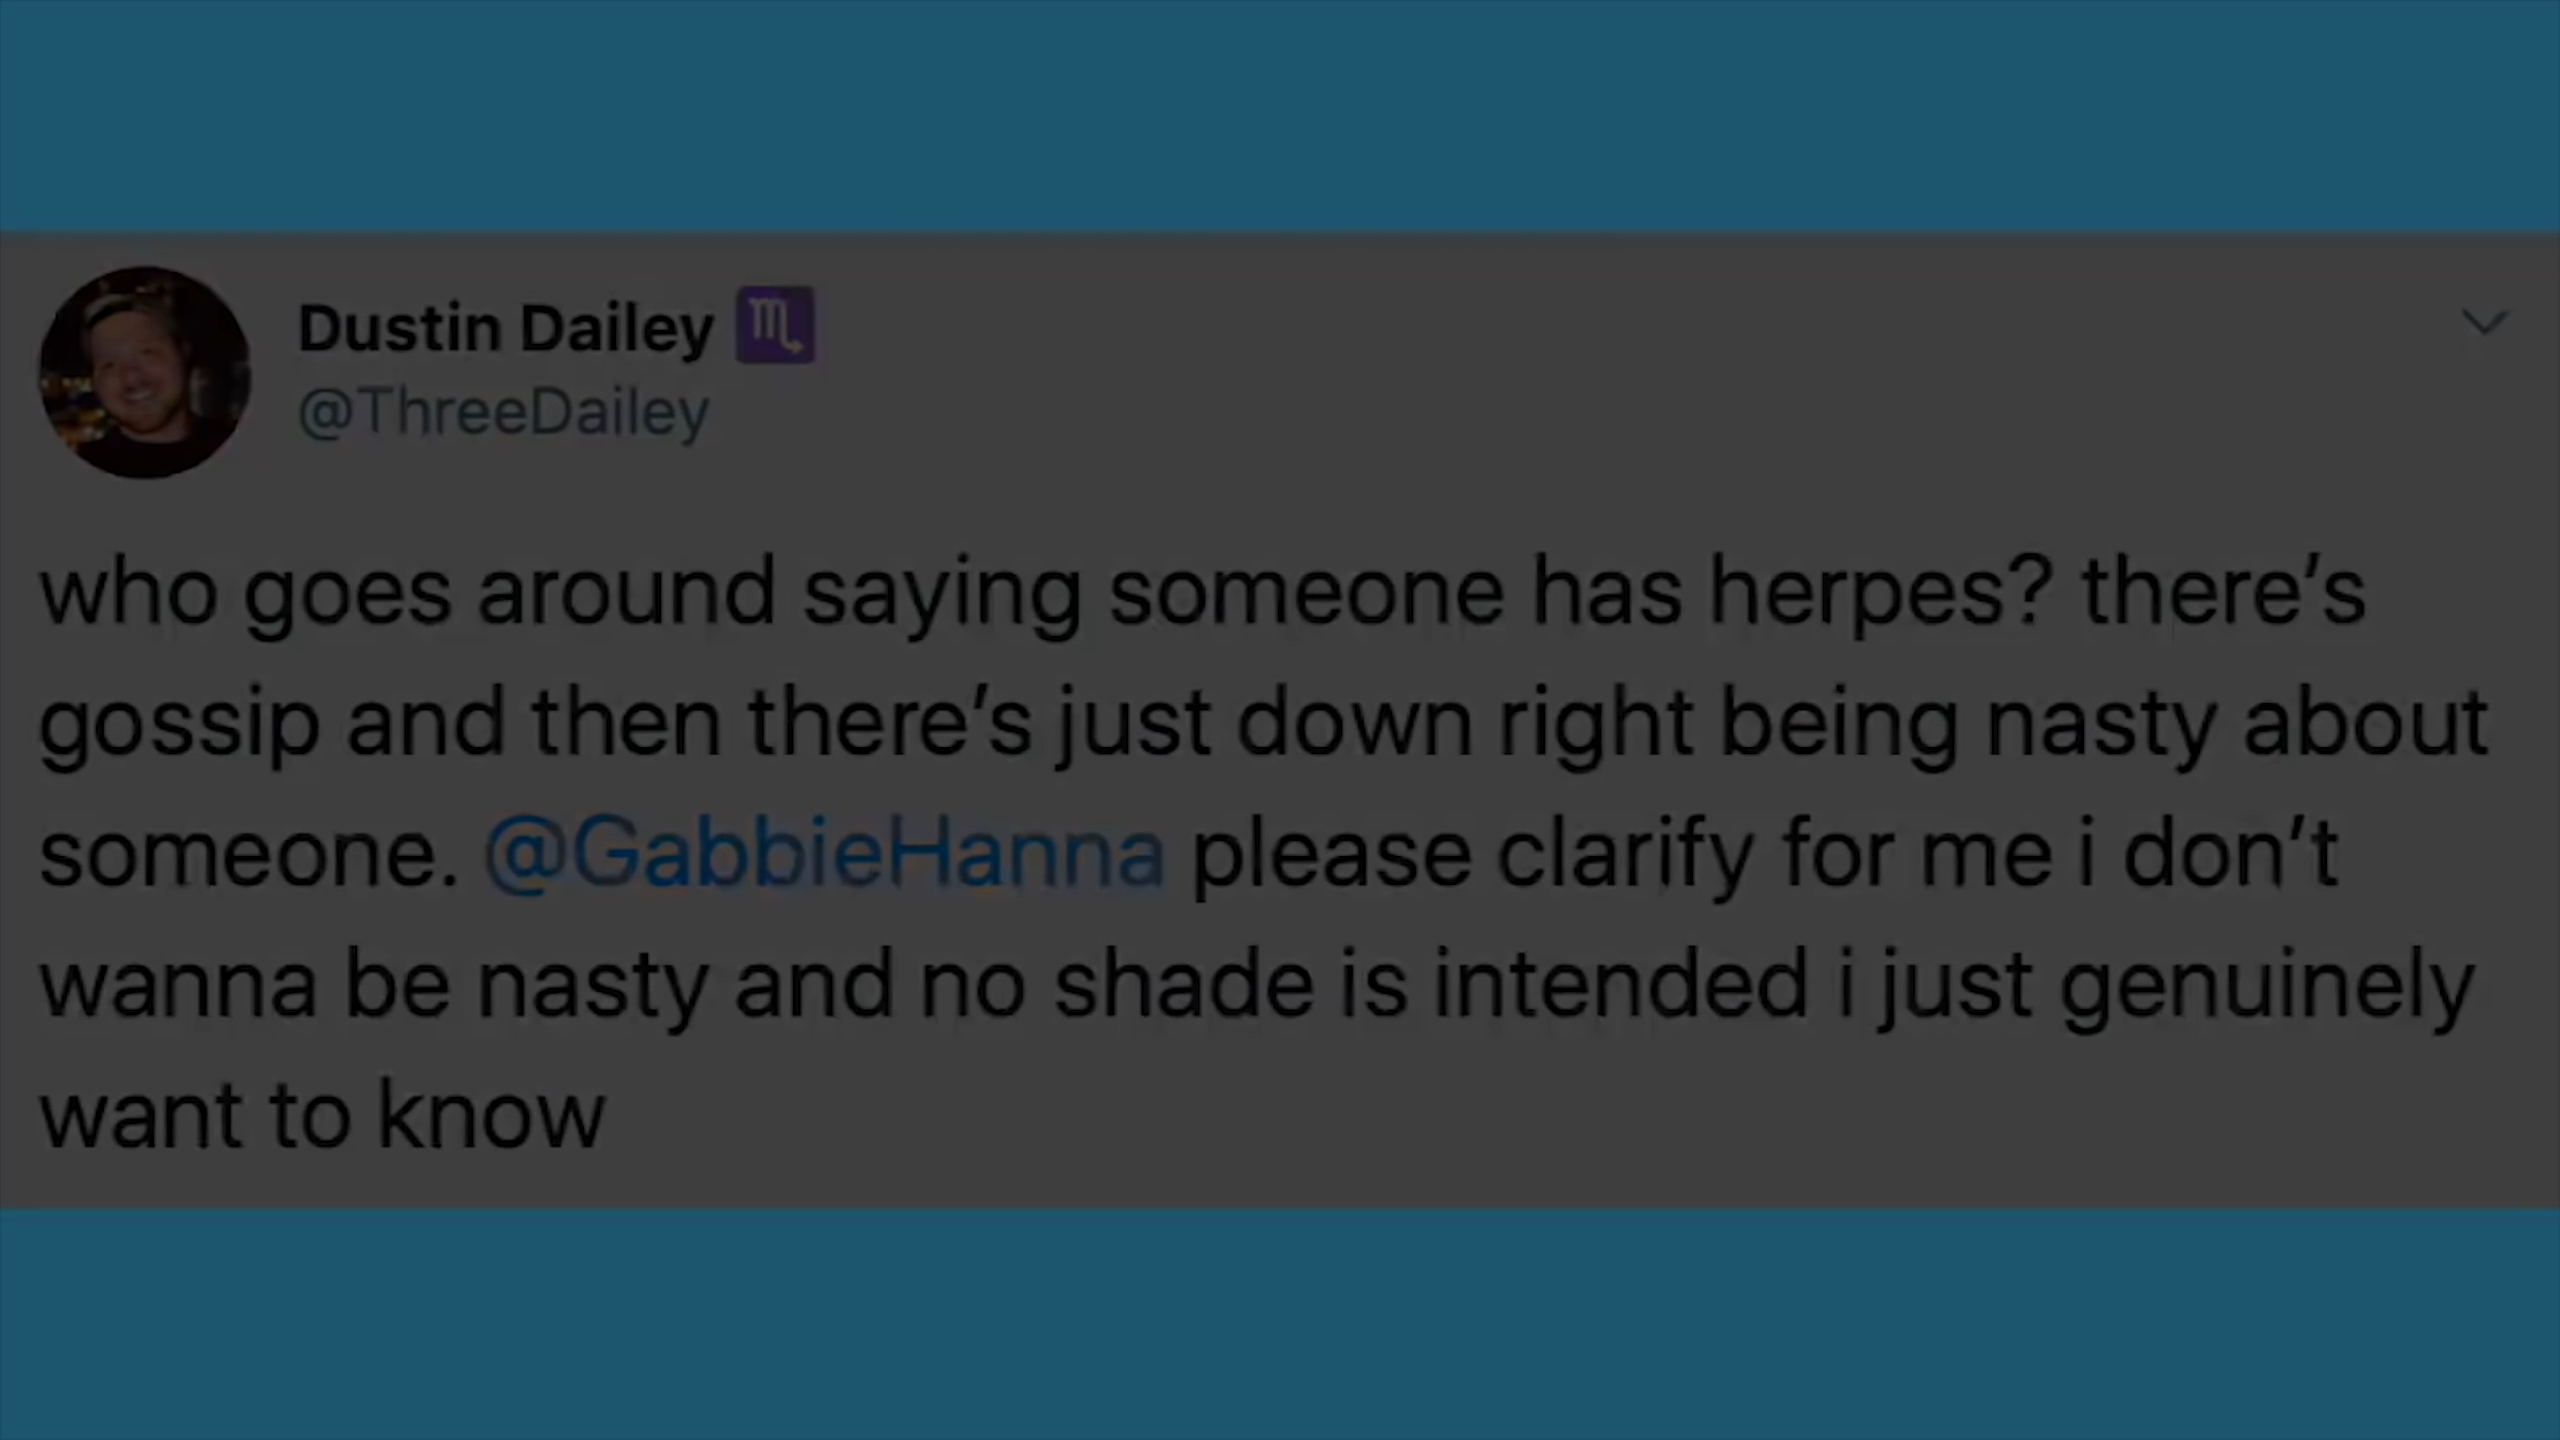 Dustin Dailey ♏
@ThreeDailey
who goes around saying someone has herpes? there’s
gossip and then there’s just down right being nasty about
someone. @GabbieHanna please clarify for me i don’t
wanna be nasty and no shade is intended i just genuinely
want to know